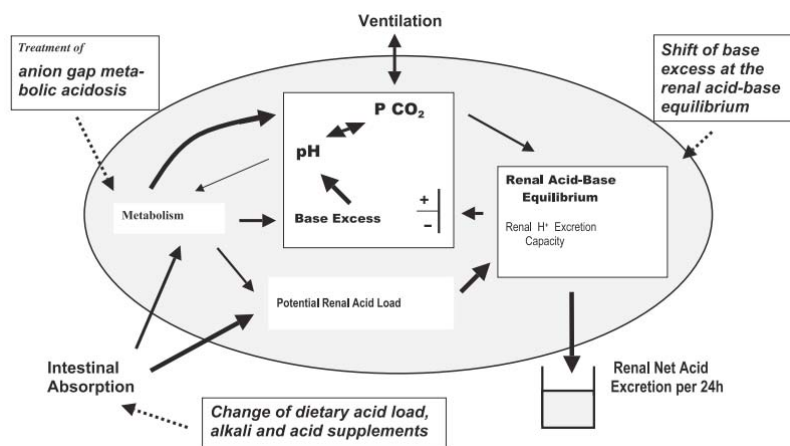 Ventilation
Treatment of
anion gap meta-
bolic acidosis
Shift of base
excess at the
renal acid-base
equilibrium
P CO₂
pH
Base Excess
+
−
Metabolism
Renal Acid-Base
Equilibrium
Renal H⁺ Excretion
Capacity
Potential Renal Acid Load
Intestinal
Absorption
Renal Net Acid
Excretion per 24h
Change of dietary acid load,
alkali and acid supplements